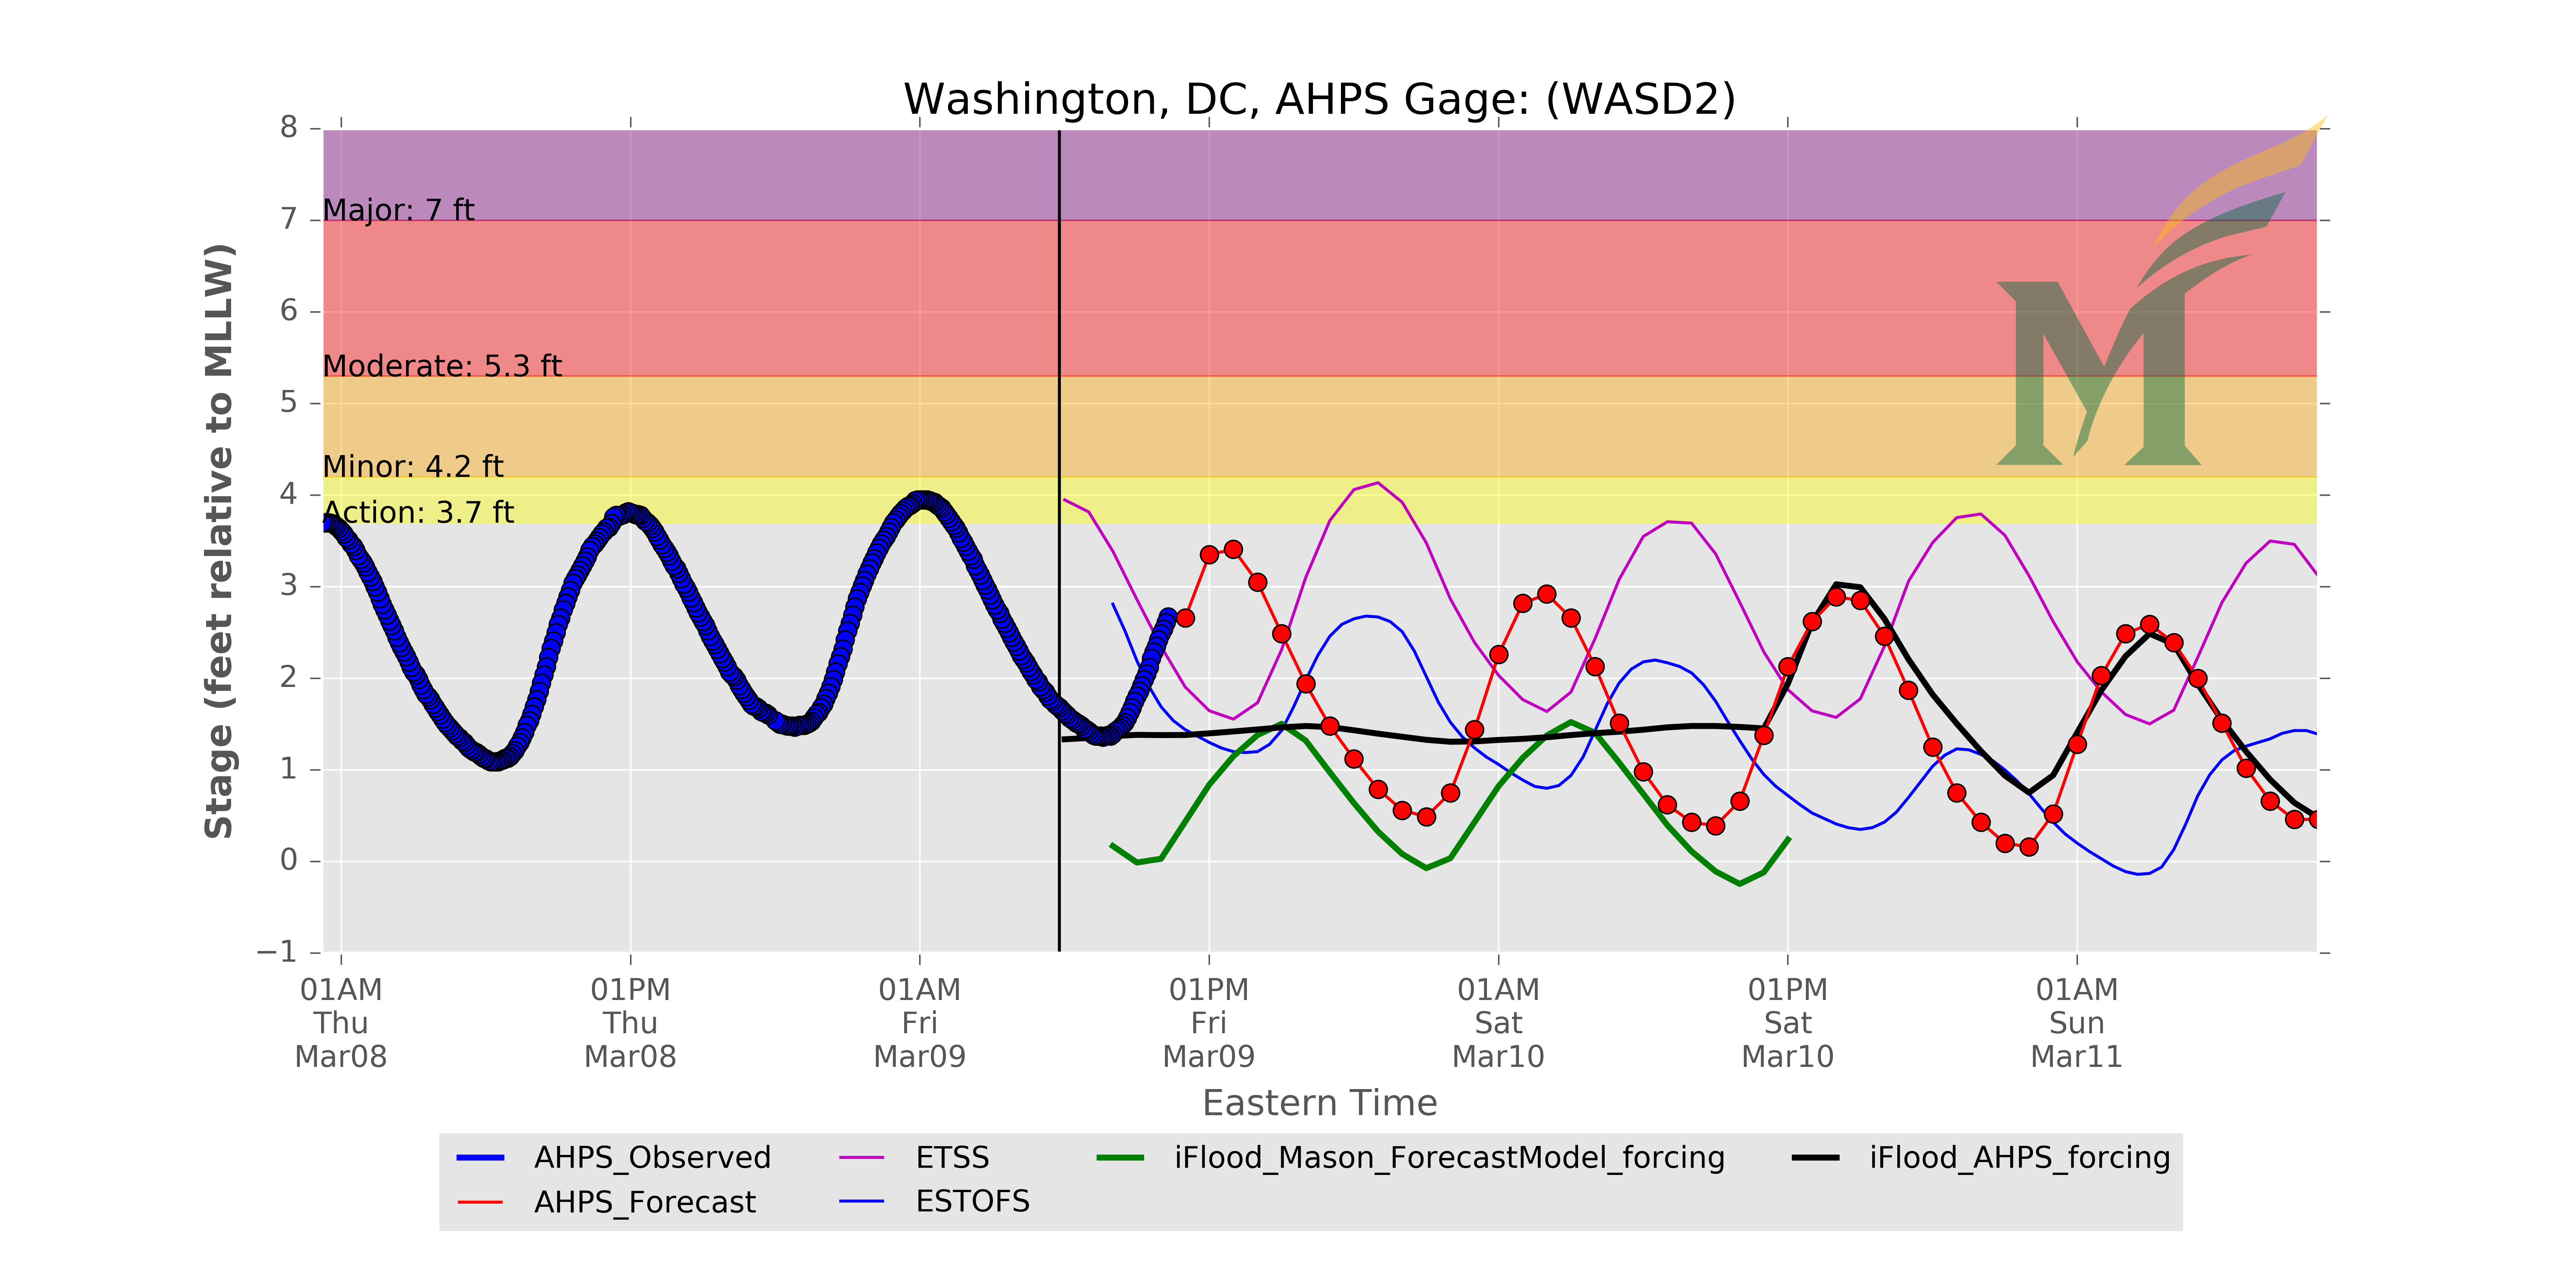 Washington, DC, AHPS Gage: (WASD2)
8
7
6
5
4
3
2
1
0
−1
Stage (feet relative to MLLW)
Major: 7 ft
Moderate: 5.3 ft
Minor: 4.2 ft
Action: 3.7 ft
M
01AM
Thu
Mar08
01PM
Thu
Mar08
01AM
Fri
Mar09
01PM
Fri
Mar09
01AM
Sat
Mar10
01PM
Sat
Mar10
01AM
Sun
Mar11
Eastern Time
AHPS_Observed
AHPS_Forecast
ETSS
ESTOFS
iFlood_Mason_ForecastModel_forcing
iFlood_AHPS_forcing